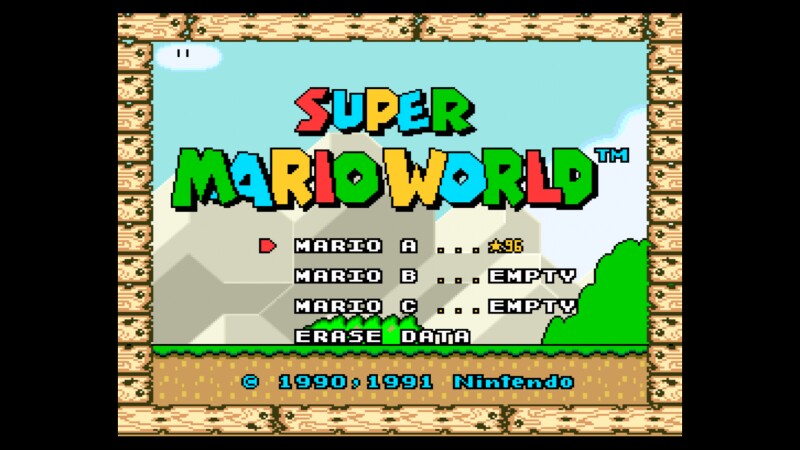 SUPER
MARIO WORLD™
MARIO A ...★96
MARIO B ...EMPTY
MARIO C ...EMPTY
ERASE DATA
© 1990,1991 Nintendo